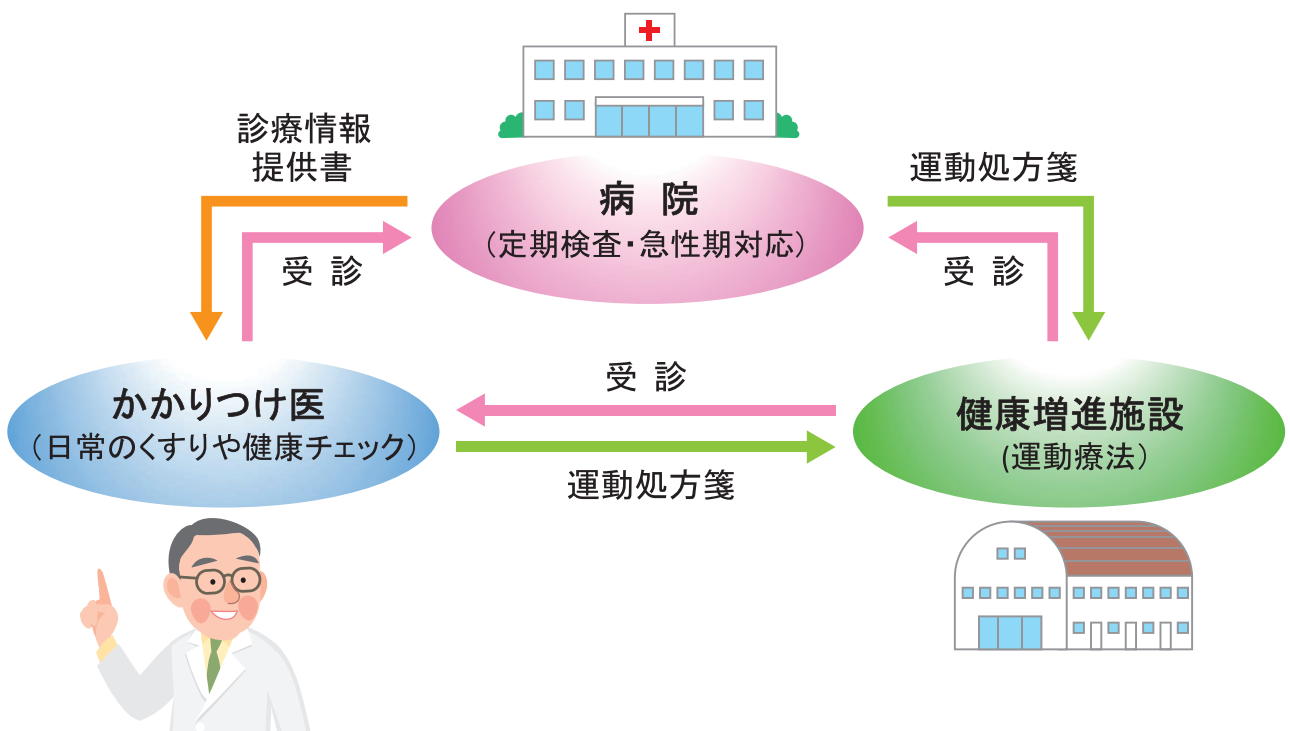 診療情報
提供書
運動処方箋
病 院
（定期検査・急性期対応）
受 診
受 診
かかりつけ医
（日常のくすりや健康チェック）
受 診
運動処方箋
健康増進施設
(運動療法）